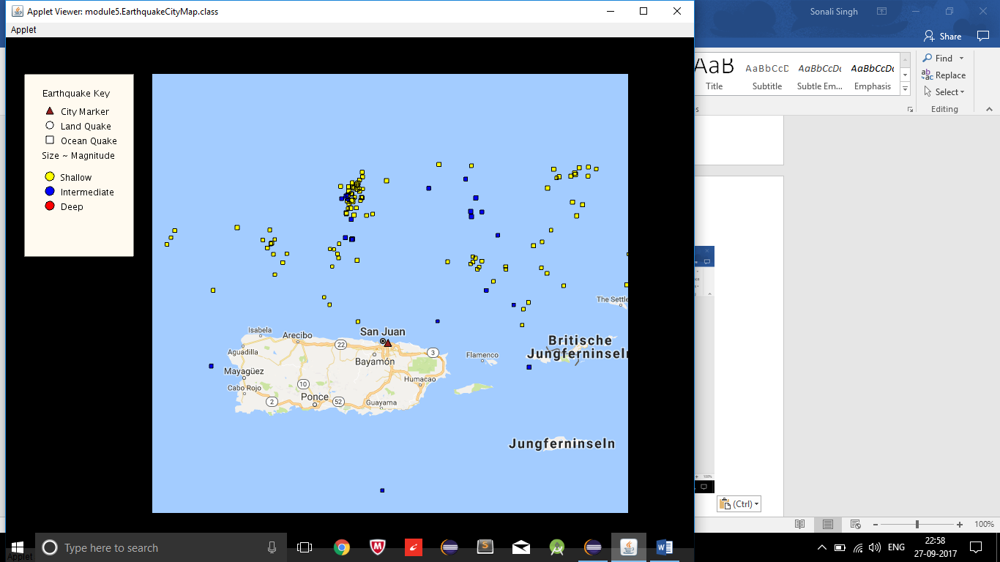 Applet Viewer: module5.EarthquakeCityMap.class
Applet
Earthquake Key
City Marker
Land Quake
Ocean Quake
Size ~ Magnitude
Shallow
Intermediate
Deep
The Settle
Isabela
Arecibo
San Juan
22
Aguadilla
Bayamón
3
Flamenco
Britische
Jungferninseln
Mayagüez
Cabo Rojo
10
Humacao
2
Ponce
52
Guayama
Jungferninseln
Sonali Singh
Share
AaB
AaBbCcD
AaBbCcDc
AaBbCcDc
Title
Subtitle
Subtle Em...
Emphasis
Find
Replace
Select
Editing
(Ctrl)
100%
Type here to search
Applet
ENG
22:58
27-09-2017